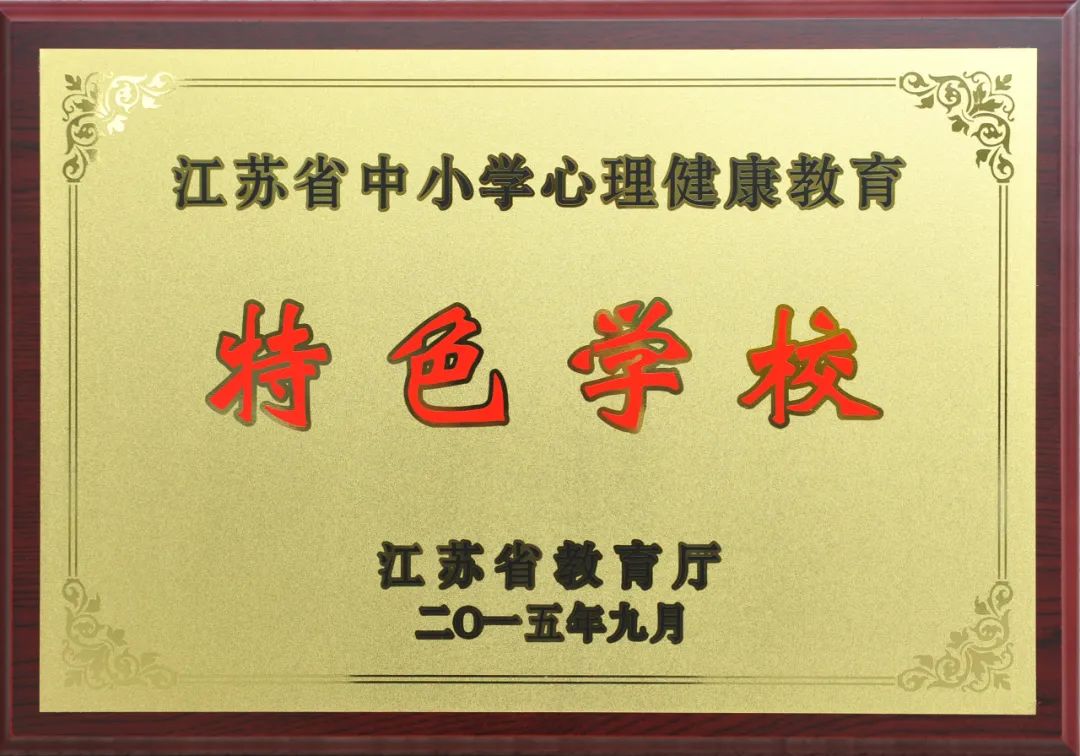 江苏省中小学心理健康教育
特色学校
江苏省教育厅
二〇一五年九月